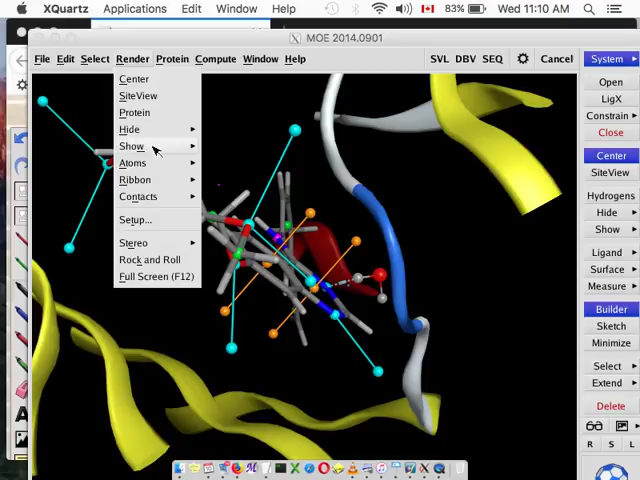 XQuartz Applications Edit Window Help 83% Wed 11:10 AM
MOE 2014.0901
File Edit Select Render Protein Compute Window Help SVL DBV SEQ Cancel
System
Center
SiteView
Protein
Hide
Show
Atoms
Ribbon
Contacts
Setup...
Stereo
Rock and Roll
Full Screen (F12)
Open
LigX
Constrain
Close
Center
SiteView
Hydrogens
Hide
Show
Ligand
Surface
Measure
Builder
Sketch
Minimize
Select
Extend
Delete
R S L
A